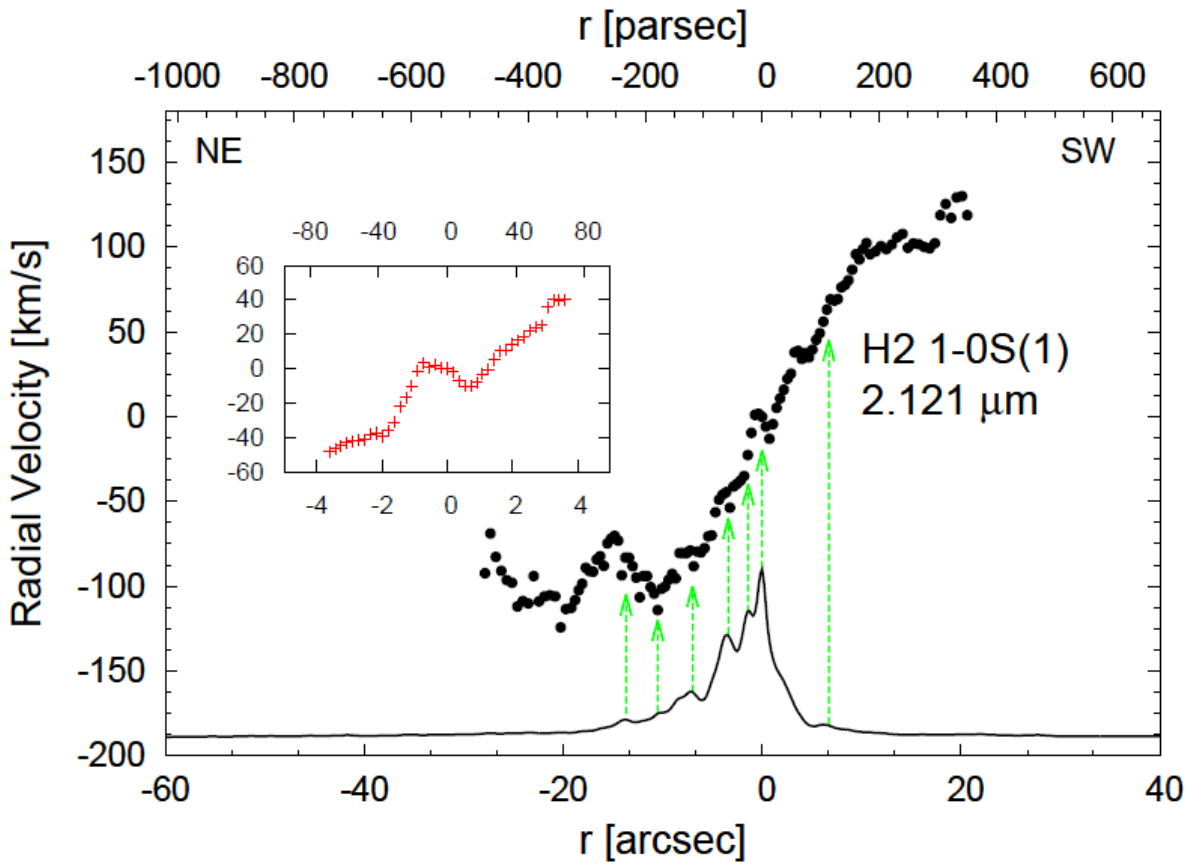 r [parsec]
-1000 -800 -600 -400 -200 0 200 400 600
NE
SW
150
100
50
0
-50
-100
-150
-200
Radial Velocity [km/s]
-80 -40 0 40 80
60
40
20
0
-20
-40
-60
-4 -2 0 2 4
H2 1-0S(1)
2.121 μm
-60 -40 -20 0 20 40
r [arcsec]